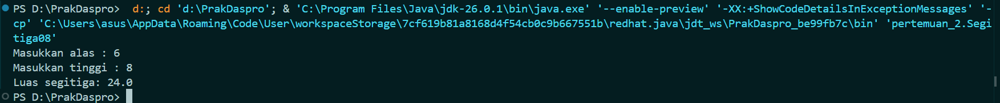 PS D:\PrakDaspro>  d:; cd 'd:\PrakDaspro'; & 'C:\Program Files\Java\jdk-26.0.1\bin\java.exe' '--enable-preview' '-XX:+ShowCodeDetailsInExceptionMessages' '-
cp' 'C:\Users\asus\AppData\Roaming\Code\User\workspaceStorage\7cf619b81a8168d4f54cb0c9b667551b\redhat.java\jdt_ws\PrakDaspro_be99fb7c\bin' 'pertemuan_2.Segi
tiga08'
Masukkan alas : 6
Masukkan tinggi : 8
Luas segitiga: 24.0
PS D:\PrakDaspro>